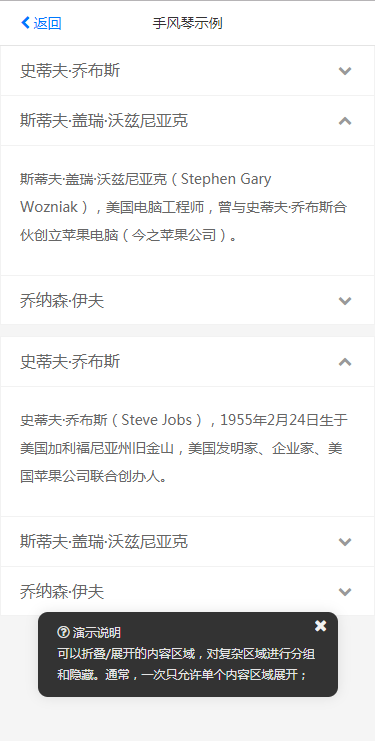 返回
手风琴示例
史蒂夫·乔布斯
斯蒂夫·盖瑞·沃兹尼亚克
斯蒂夫·盖瑞·沃兹尼亚克（Stephen Gary
Wozniak），美国电脑工程师，曾与史蒂夫·乔布斯合
伙创立苹果电脑（今之苹果公司）。
乔纳森·伊夫
史蒂夫·乔布斯
史蒂夫·乔布斯（Steve Jobs），1955年2月24日生于
美国加利福尼亚州旧金山，美国发明家、企业家、美
国苹果公司联合创办人。
斯蒂夫·盖瑞·沃兹尼亚克
乔纳森·伊夫
演示说明
可以折叠/展开的内容区域，对复杂区域进行分组
和隐藏。通常，一次只允许单个内容区域展开；